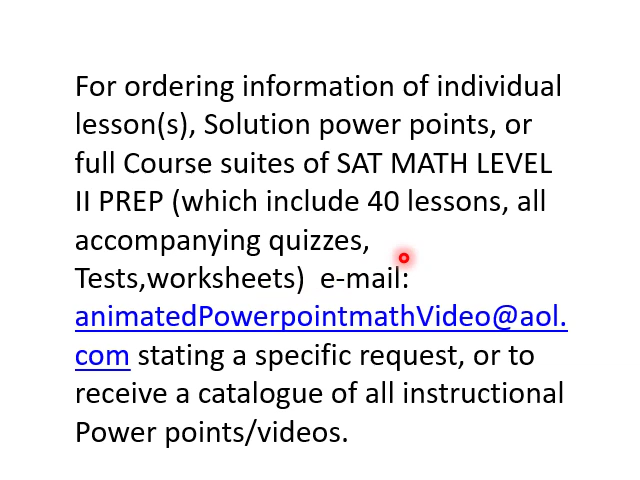 For ordering information of individual
lesson(s), Solution power points, or
full Course suites of SAT MATH LEVEL
II PREP (which include 40 lessons, all
accompanying quizzes,
Tests,worksheets)  e-mail:
animatedPowerpointmathVideo@aol.
com stating a specific request, or to
receive a catalogue of all instructional
Power points/videos.